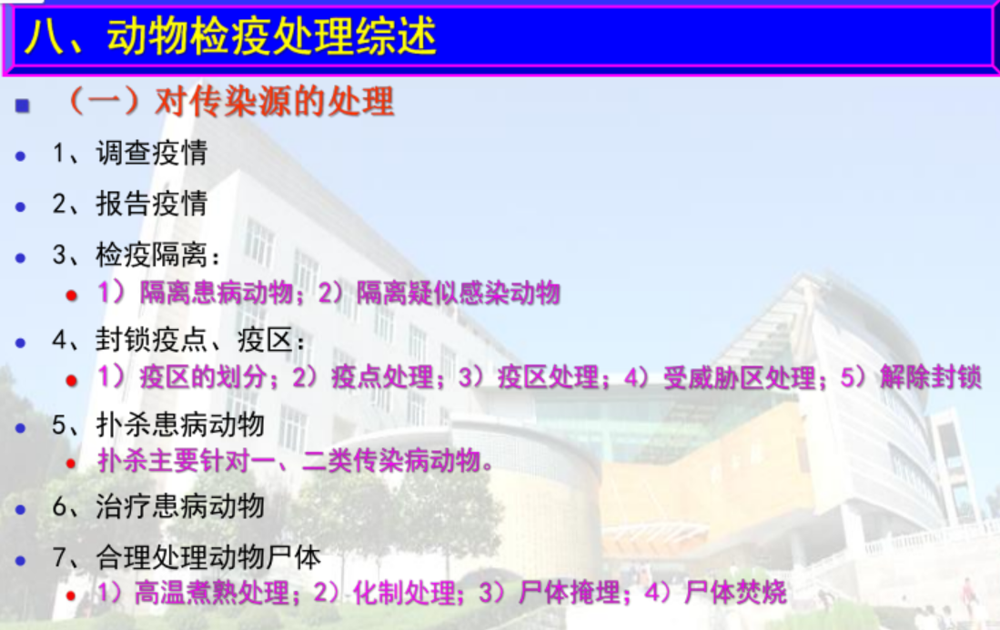 八、动物检疫处理综述
（一）对传染源的处理
1、调查疫情
2、报告疫情
3、检疫隔离：
1）隔离患病动物；2）隔离疑似感染动物
4、封锁疫点、疫区：
1）疫区的划分；2）疫点处理；3）疫区处理；4）受威胁区处理；5）解除封锁
5、扑杀患病动物
扑杀主要针对一、二类传染病动物。
6、治疗患病动物
7、合理处理动物尸体
1）高温煮熟处理；2）化制处理；3）尸体掩埋；4）尸体焚烧